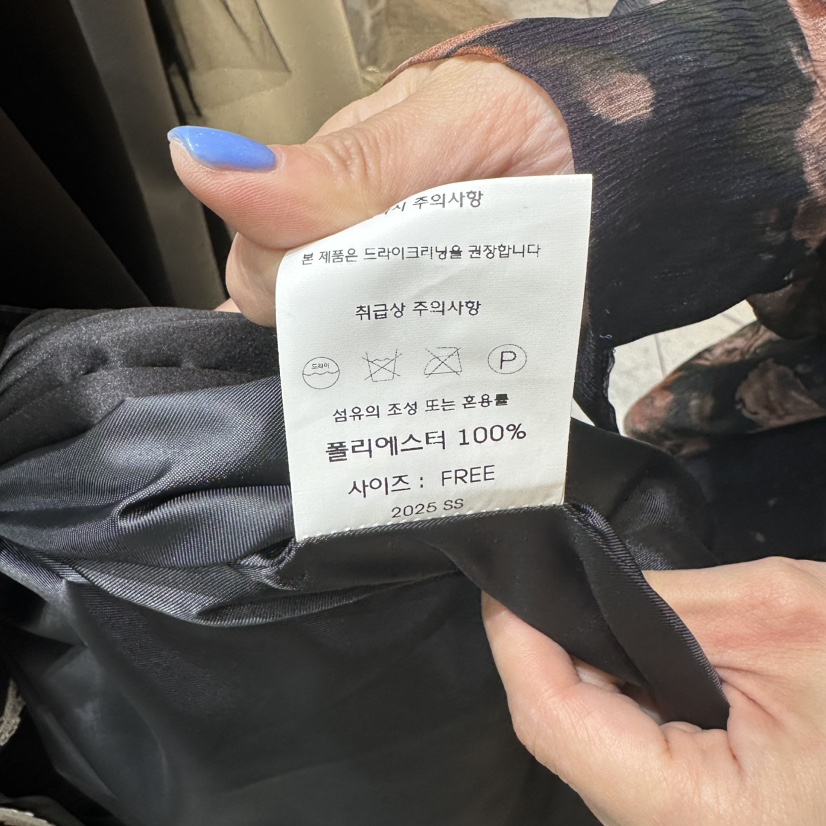 주의사항
본 제품은 드라이크리닝을 권장합니다
취급상 주의사항
드라이
P
섬유의 조성 또는 혼용률
폴리에스터 100%
사이즈 : FREE
2025 SS